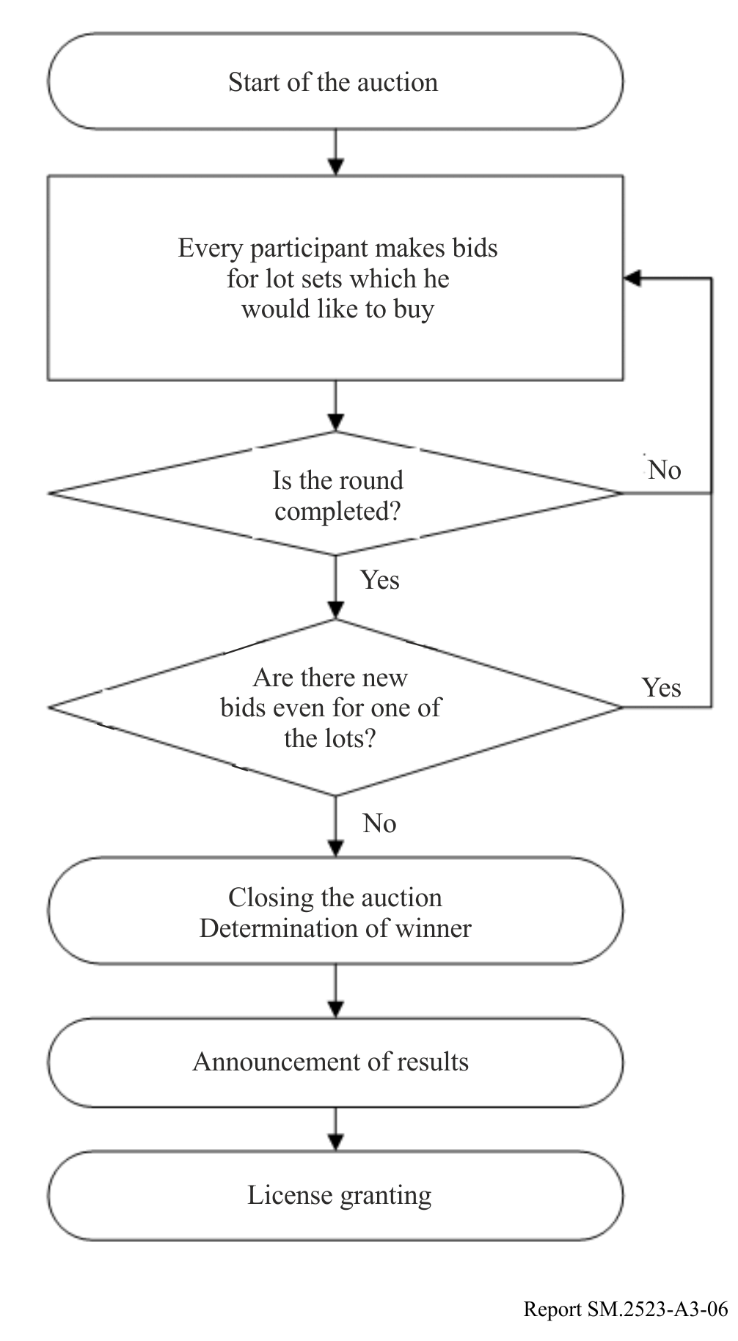 Start of the auction
Every participant makes bids
for lot sets which he
would like to buy
Is the round
completed?
No
Yes
Are there new
bids even for one of
the lots?
Yes
No
Closing the auction
Determination of winner
Announcement of results
License granting
Report SM.2523-A3-06